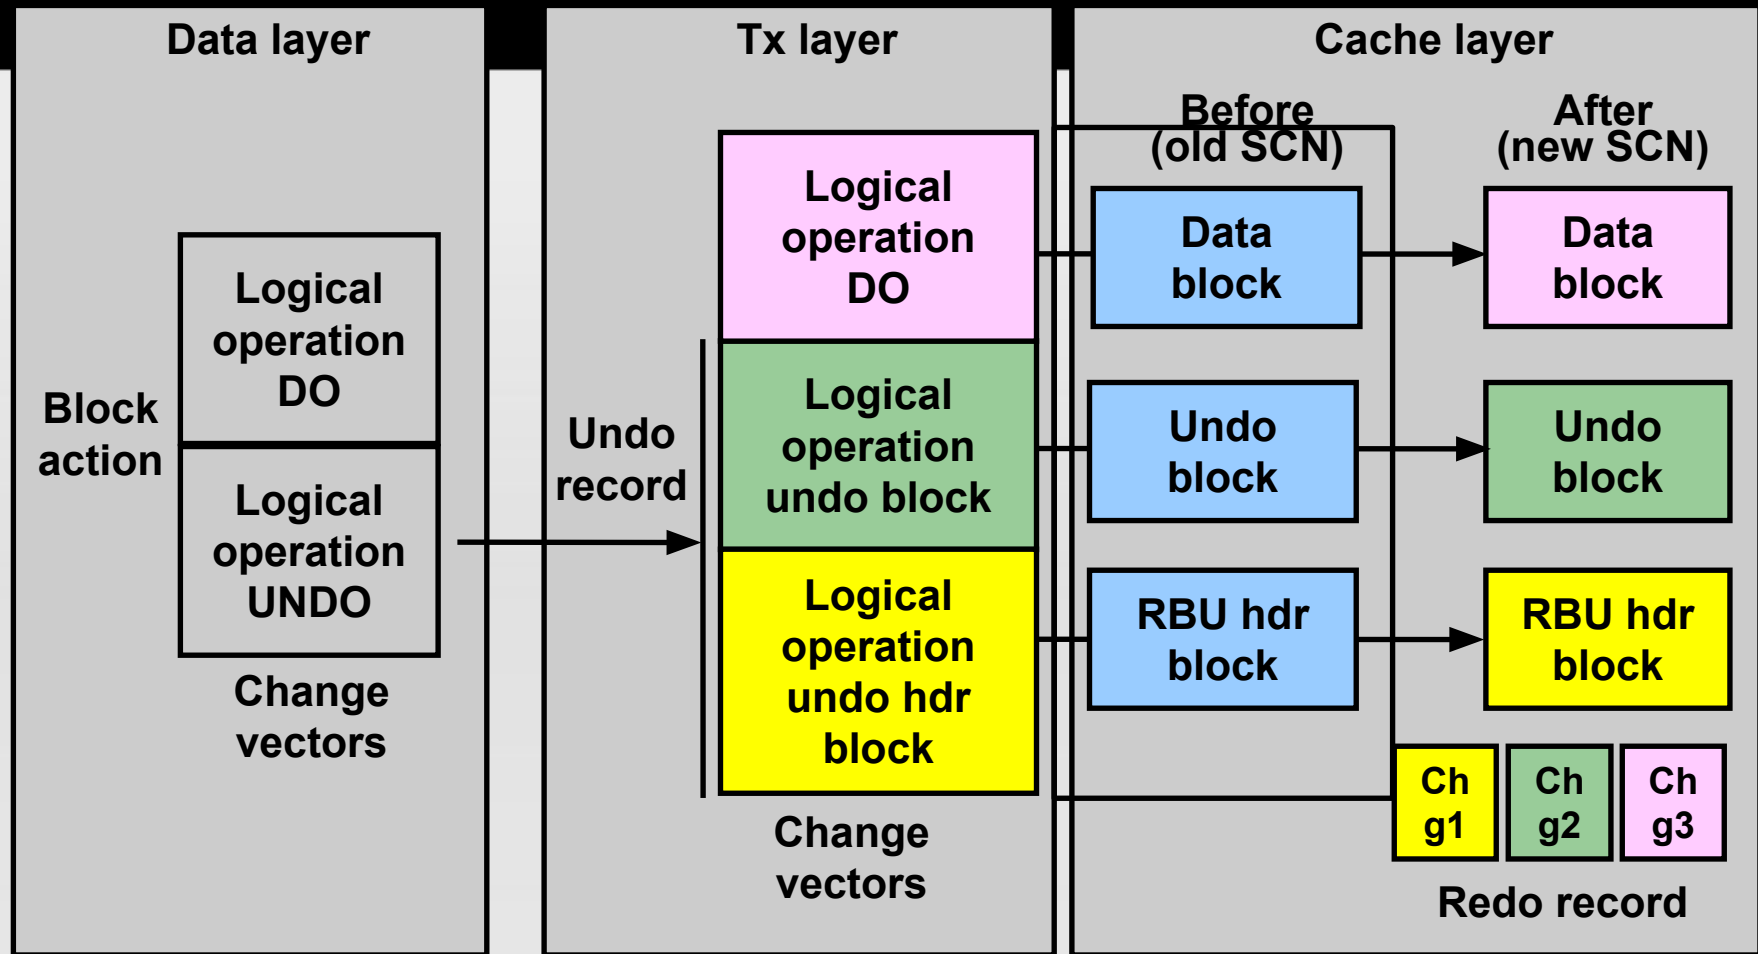 Data layer
Block
action
Logical
operation
DO
Logical
operation
UNDO
Change
vectors
Tx layer
Undo
record
Logical
operation
DO
Logical
operation
undo block
Logical
operation
undo hdr
block
Change
vectors
Cache layer
Before
(old SCN)
After
(new SCN)
Data
block
Data
block
Undo
block
Undo
block
RBU hdr
block
RBU hdr
block
Ch
g1
Ch
g2
Ch
g3
Redo record